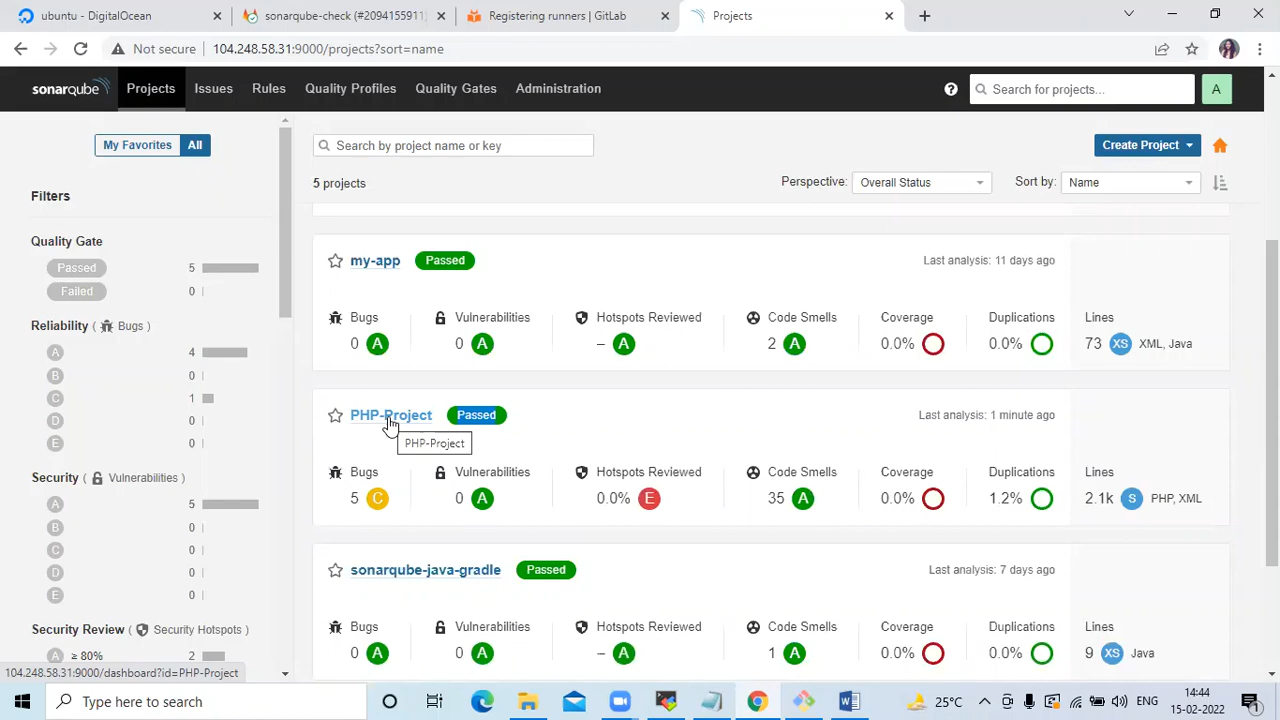 ubuntu - DigitalOcean
sonarqube-check (#2094155911)
Registering runners | GitLab
Projects
Not secure
104.248.58.31:9000/projects?sort=name
sonarqube
Projects
Issues
Rules
Quality Profiles
Quality Gates
Administration
Search for projects...
A
My Favorites
All
Search by project name or key
Create Project
5 projects
Perspective:
Overall Status
Sort by:
Name
Filters
Quality Gate
Passed
5
Failed
0
Reliability ( Bugs )
A
4
B
0
C
1
D
0
E
0
Security ( Vulnerabilities )
A
5
B
0
C
0
D
0
E
0
Security Review ( Security Hotspots )
A
≥ 80%
2
my-app
Passed
Last analysis: 11 days ago
Bugs
Vulnerabilities
Hotspots Reviewed
Code Smells
Coverage
Duplications
Lines
0 A
0 A
– A
2 A
0.0%
0.0%
73 XS XML, Java
PHP-Project
Passed
Last analysis: 1 minute ago
PHP-Project
Bugs
Vulnerabilities
Hotspots Reviewed
Code Smells
Coverage
Duplications
Lines
5 C
0 A
0.0% E
35 A
0.0%
1.2%
2.1k S PHP, XML
sonarqube-java-gradle
Passed
Last analysis: 7 days ago
Bugs
Vulnerabilities
Hotspots Reviewed
Code Smells
Coverage
Duplications
Lines
0 A
0 A
– A
1 A
0.0%
0.0%
9 XS Java
104.248.58.31:9000/dashboard?id=PHP-Project
Type here to search
25°C
ENG
14:44
15-02-2022
1